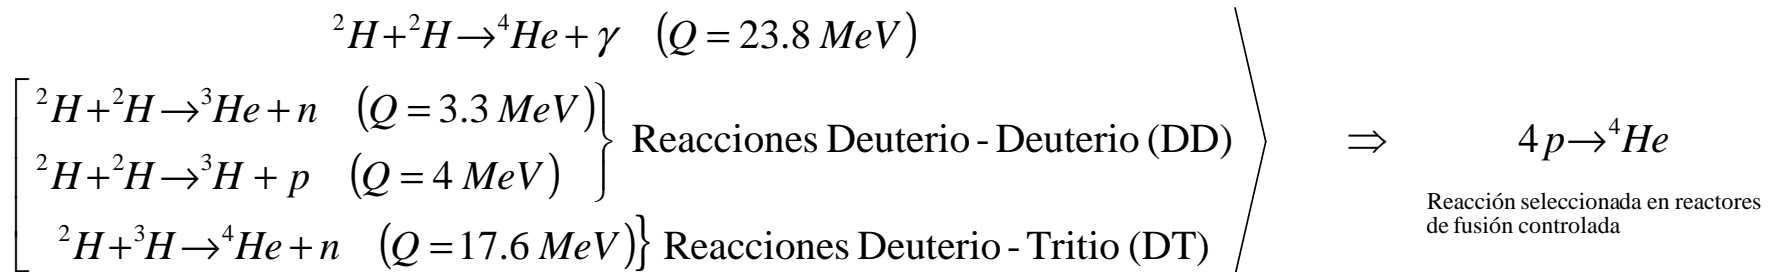 ²H+²H→⁴He+γ (Q = 23.8 MeV)
²H+²H→³He+n (Q = 3.3 MeV)
Reacciones Deuterio - Deuterio (DD)
²H+²H→³H + p (Q = 4 MeV)
²H+³H→⁴He+n (Q = 17.6 MeV)} Reacciones Deuterio - Tritio (DT)
⇒ 4 p→⁴He
Reacción seleccionada en reactores
de fusión controlada